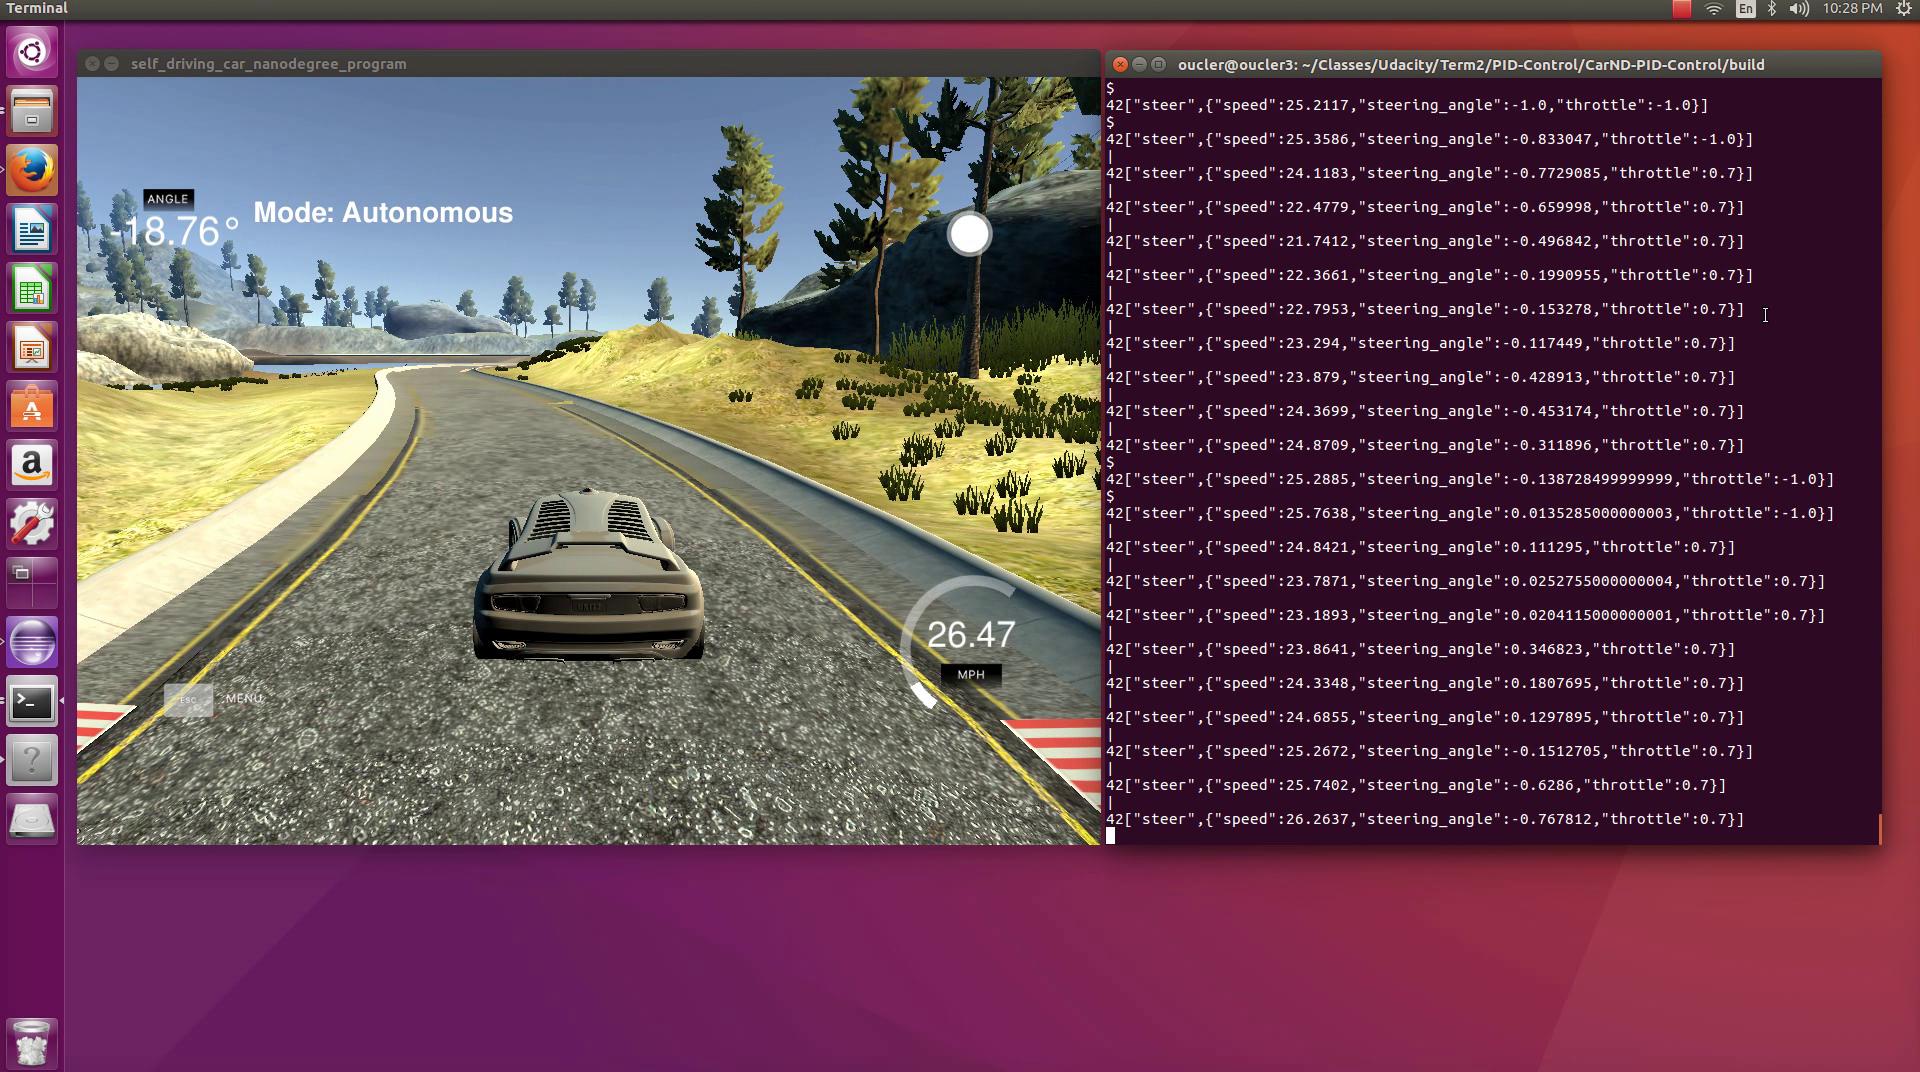 Terminal
En
10:28 PM
self_driving_car_nanodegree_program
ANGLE
-18.76°
Mode: Autonomous
26.47
MPH
ESC
MENU
oucler@oucler3: ~/Classes/Udacity/Term2/PID-Control/CarND-PID-Control/build
$
42["steer",{"speed":25.2117,"steering_angle":-1.0,"throttle":-1.0}]
$
42["steer",{"speed":25.3586,"steering_angle":-0.833047,"throttle":-1.0}]
|
42["steer",{"speed":24.1183,"steering_angle":-0.7729085,"throttle":0.7}]
|
42["steer",{"speed":22.4779,"steering_angle":-0.659998,"throttle":0.7}]
|
42["steer",{"speed":21.7412,"steering_angle":-0.496842,"throttle":0.7}]
|
42["steer",{"speed":22.3661,"steering_angle":-0.1990955,"throttle":0.7}]
|
42["steer",{"speed":22.7953,"steering_angle":-0.153278,"throttle":0.7}]
|
42["steer",{"speed":23.294,"steering_angle":-0.117449,"throttle":0.7}]
|
42["steer",{"speed":23.879,"steering_angle":-0.428913,"throttle":0.7}]
|
42["steer",{"speed":24.3699,"steering_angle":-0.453174,"throttle":0.7}]
|
42["steer",{"speed":24.8709,"steering_angle":-0.311896,"throttle":0.7}]
$
42["steer",{"speed":25.2885,"steering_angle":-0.138728499999999,"throttle":-1.0}]
$
42["steer",{"speed":25.7638,"steering_angle":0.0135285000000003,"throttle":-1.0}]
|
42["steer",{"speed":24.8421,"steering_angle":0.111295,"throttle":0.7}]
|
42["steer",{"speed":23.7871,"steering_angle":0.0252755000000004,"throttle":0.7}]
|
42["steer",{"speed":23.1893,"steering_angle":0.0204115000000001,"throttle":0.7}]
|
42["steer",{"speed":23.8641,"steering_angle":0.346823,"throttle":0.7}]
|
42["steer",{"speed":24.3348,"steering_angle":0.1807695,"throttle":0.7}]
|
42["steer",{"speed":24.6855,"steering_angle":0.1297895,"throttle":0.7}]
|
42["steer",{"speed":25.2672,"steering_angle":-0.1512705,"throttle":0.7}]
|
42["steer",{"speed":25.7402,"steering_angle":-0.6286,"throttle":0.7}]
|
42["steer",{"speed":26.2637,"steering_angle":-0.767812,"throttle":0.7}]